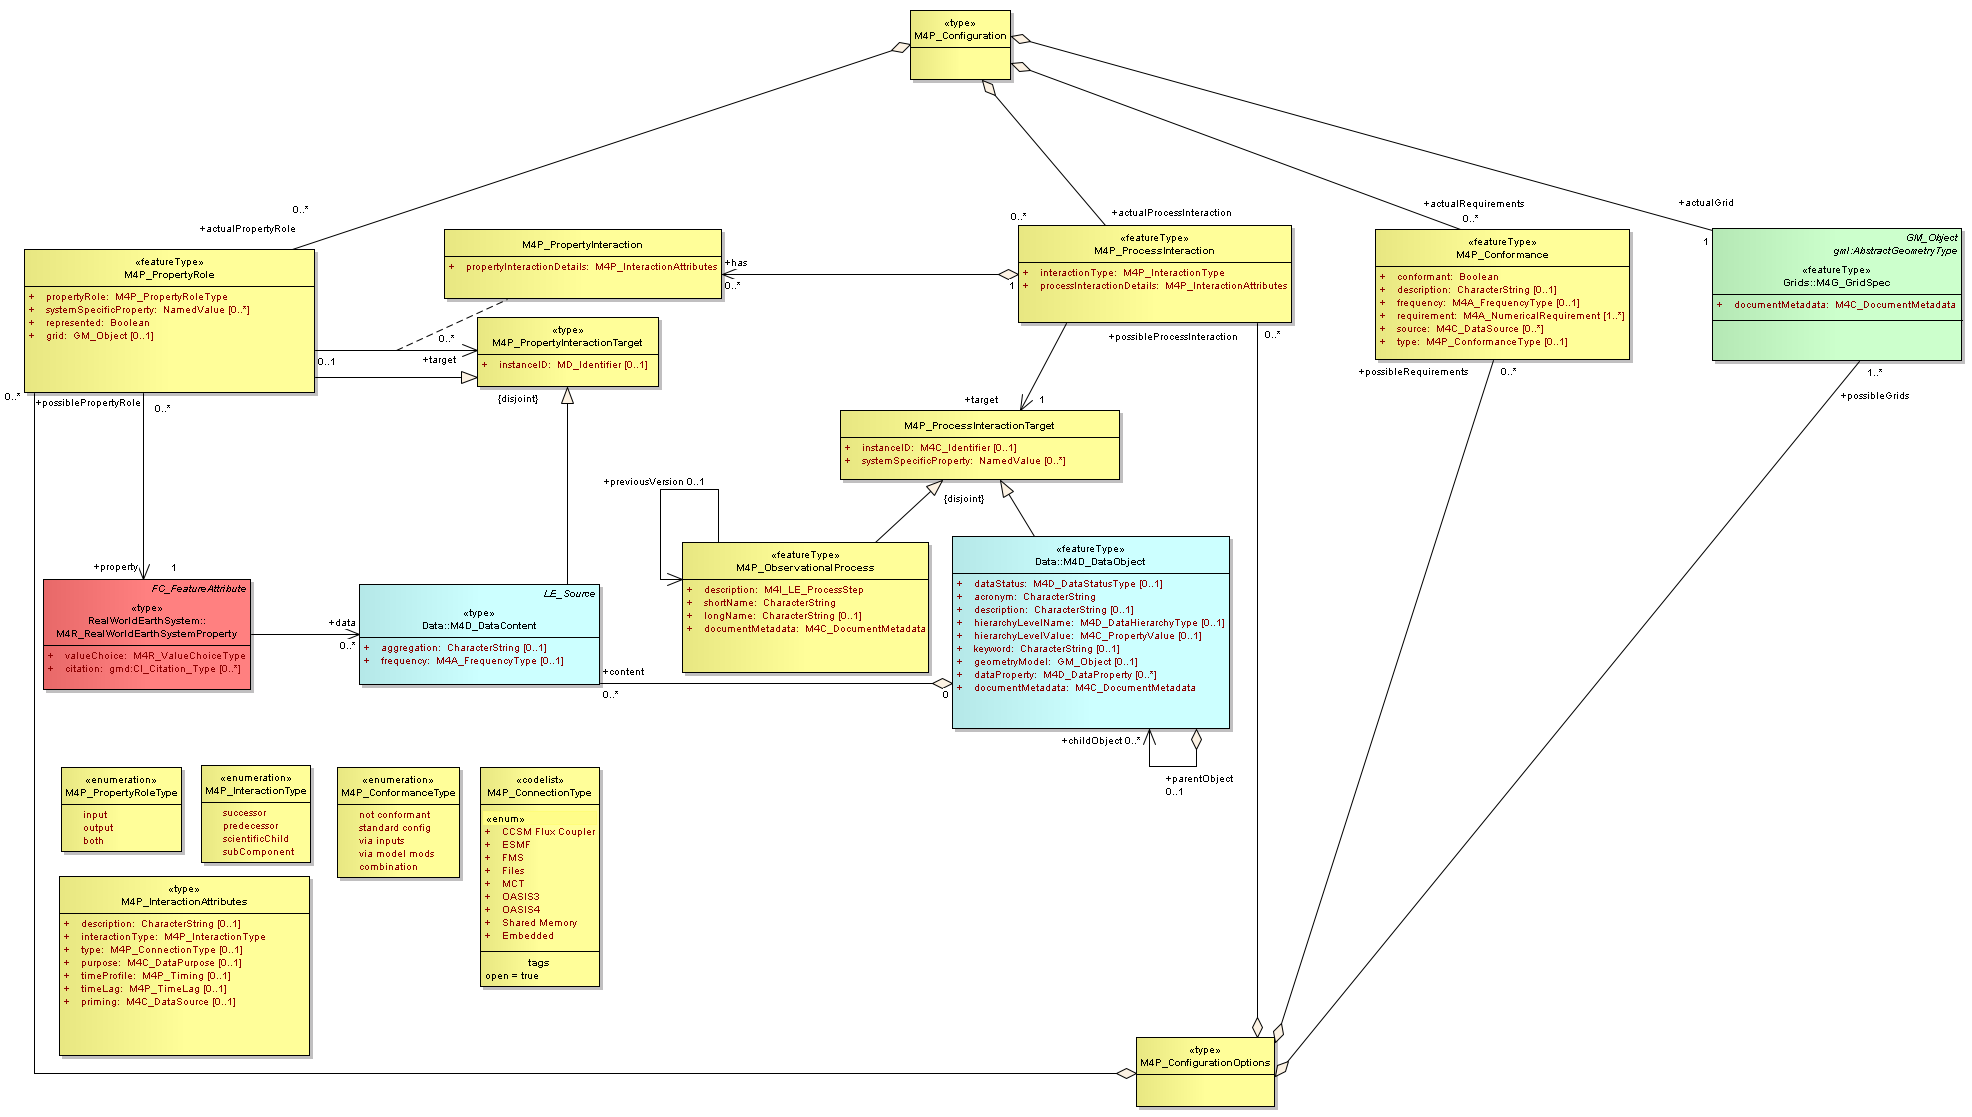 «type»
M4P_Configuration
0..*
+actualPropertyRole
0..*
+actualProcessInteraction
+actualRequirements
0..*
+actualGrid
1
«featureType»
M4P_PropertyRole
+ propertyRole: M4P_PropertyRoleType
+ systemSpecificProperty: NamedValue [0..*]
+ represented: Boolean
+ grid: GM_Object [0..1]
M4P_PropertyInteraction
+ propertyInteractionDetails: M4P_InteractionAttributes
+has
0..*
1
«featureType»
M4P_ProcessInteraction
+ interactionType: M4P_InteractionType
+ processInteractionDetails: M4P_InteractionAttributes
«featureType»
M4P_Conformance
+ conformant: Boolean
+ description: CharacterString [0..1]
+ frequency: M4A_FrequencyType [0..1]
+ requirement: M4A_NumericalRequirement [1..*]
+ source: M4C_DataSource [0..*]
+ type: M4P_ConformanceType [0..1]
GM_Object
gml:AbstractGeometryType
«featureType»
Grids::M4G_GridSpec
+ documentMetadata: M4C_DocumentMetadata
0..*
+target
0..1
«type»
M4P_PropertyInteractionTarget
+ instanceID: MD_Identifier [0..1]
{disjoint}
+possibleProcessInteraction
0..*
+possibleRequirements
0..*
1..*
+possibleGrids
0..*
+possiblePropertyRole
0..*
+target
1
M4P_ProcessInteractionTarget
+ instanceID: M4C_Identifier [0..1]
+ systemSpecificProperty: NamedValue [0..*]
{disjoint}
+previousVersion 0..1
«featureType»
M4P_ObservationalProcess
+ description: M4I_LE_ProcessStep
+ shortName: CharacterString
+ longName: CharacterString [0..1]
+ documentMetadata: M4C_DocumentMetadata
«featureType»
Data::M4D_DataObject
+ dataStatus: M4D_DataStatusType [0..1]
+ acronym: CharacterString
+ description: CharacterString [0..1]
+ hierarchyLevelName: M4D_DataHierarchyType [0..1]
+ hierarchyLevelValue: M4C_PropertyValue [0..1]
+ keyword: CharacterString [0..1]
+ geometryModel: GM_Object [0..1]
+ dataProperty: M4D_DataProperty [0..*]
+ documentMetadata: M4C_DocumentMetadata
+property
1
FC_FeatureAttribute
«type»
RealWorldEarthSystem::
M4R_RealWorldEarthSystemProperty
+ valueChoice: M4R_ValueChoiceType
+ citation: gmd:CI_Citation_Type [0..*]
+data
0..*
LE_Source
«type»
Data::M4D_DataContent
+ aggregation: CharacterString [0..1]
+ frequency: M4A_FrequencyType [0..1]
+content
0..*
0
+childObject 0..*
+parentObject
0..1
«enumeration»
M4P_PropertyRoleType
input
output
both
«enumeration»
M4P_InteractionType
successor
predecessor
scientificChild
subComponent
«enumeration»
M4P_ConformanceType
not conformant
standard config
via inputs
via model mods
combination
«codelist»
M4P_ConnectionType
«enum»
+ CCSM Flux Coupler
+ ESMF
+ FMS
+ Files
+ MCT
+ OASIS3
+ OASIS4
+ Shared Memory
+ Embedded
tags
open = true
«type»
M4P_InteractionAttributes
+ description: CharacterString [0..1]
+ interactionType: M4P_InteractionType
+ type: M4P_ConnectionType [0..1]
+ purpose: M4C_DataPurpose [0..1]
+ timeProfile: M4P_Timing [0..1]
+ timeLag: M4P_TimeLag [0..1]
+ priming: M4C_DataSource [0..1]
«type»
M4P_ConfigurationOptions